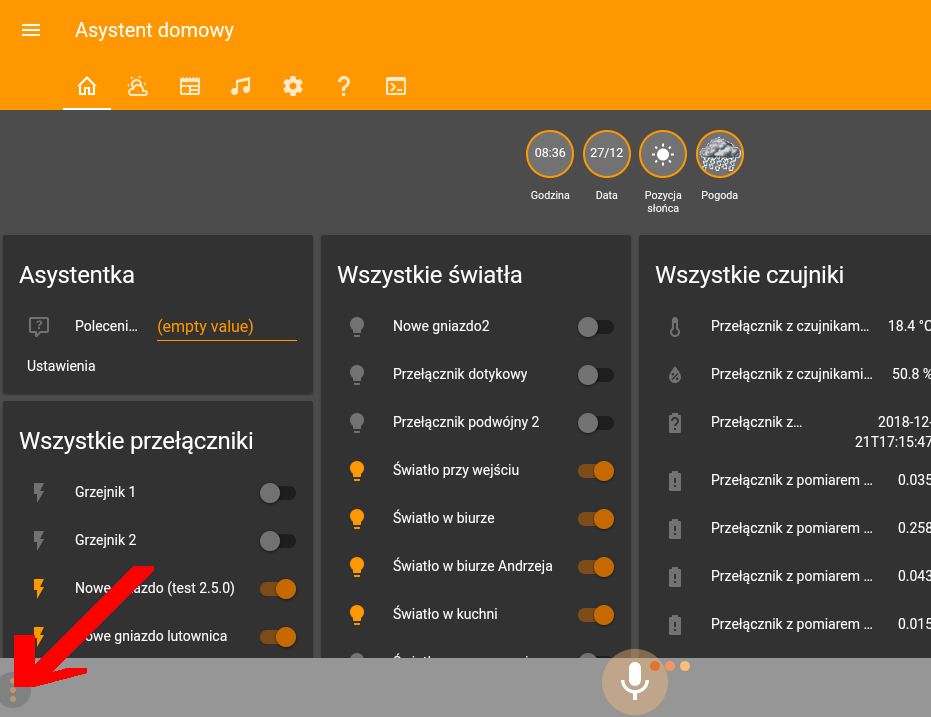 Asystent domowy
08:36
27/12
Godzina
Data
Pozycja
słońca
Pogoda
Asystentka
Poleceni...
(empty value)
Ustawienia
Wszystkie przełączniki
Grzejnik 1
Grzejnik 2
Nowe gniazdo (test 2.5.0)
Nowe gniazdo lutownica
Wszystkie światła
Nowe gniazdo2
Przełącznik dotykowy
Przełącznik podwójny 2
Światło przy wejściu
Światło w biurze
Światło w biurze Andrzeja
Światło w kuchni
Wszystkie czujniki
Przełącznik z czujnikam... 18.4 °C
Przełącznik z czujnikami... 50.8 %
Przełącznik z... 2018-12-
21T17:15:47
Przełącznik z pomiarem ... 0.035
Przełącznik z pomiarem ... 0.258
Przełącznik z pomiarem ... 0.043
Przełącznik z pomiarem ... 0.015